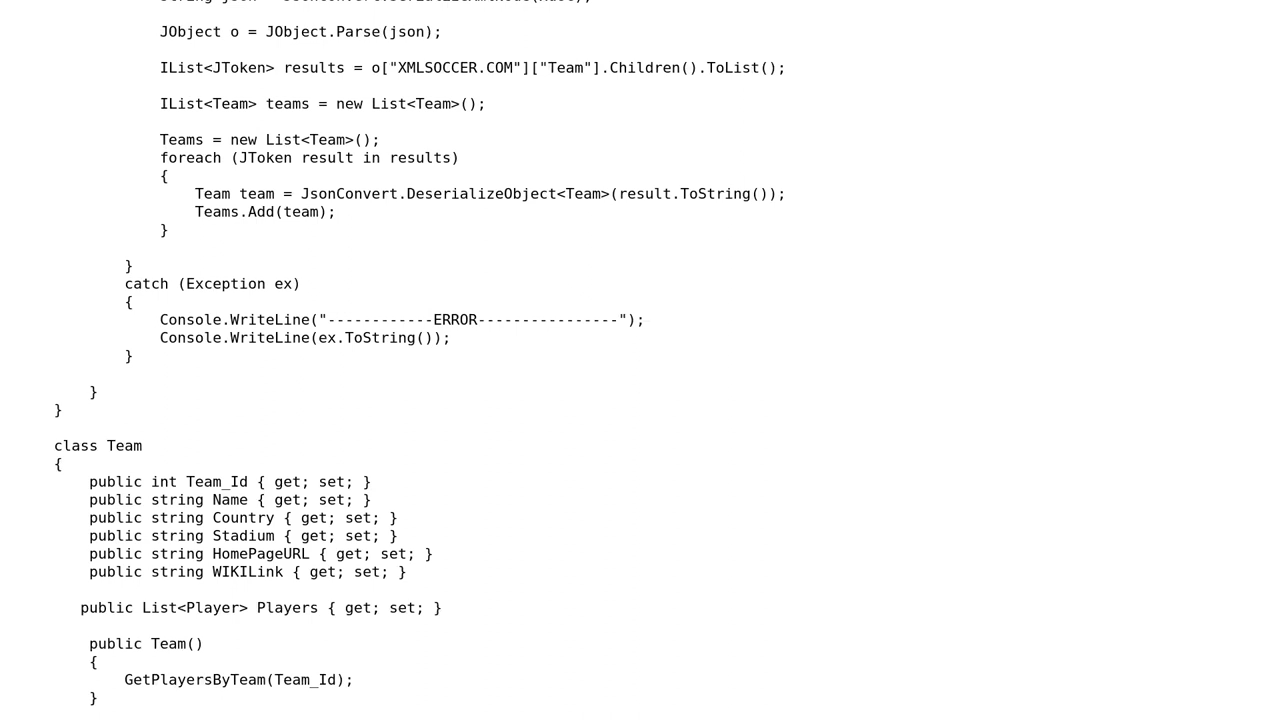 JObject o = JObject.Parse(json);
IList<JToken> results = o["XMLSOCCER.COM"]["Team"].Children().ToList();
IList<Team> teams = new List<Team>();
Teams = new List<Team>();
foreach (JToken result in results)
{
Team team = JsonConvert.DeserializeObject<Team>(result.ToString());
Teams.Add(team);
}
}
catch (Exception ex)
{
Console.WriteLine("------------ERROR----------------");
Console.WriteLine(ex.ToString());
}
}
}
class Team
{
public int Team_Id { get; set; }
public string Name { get; set; }
public string Country { get; set; }
public string Stadium { get; set; }
public string HomePageURL { get; set; }
public string WIKILink { get; set; }
public List<Player> Players { get; set; }
public Team()
{
GetPlayersByTeam(Team_Id);
}